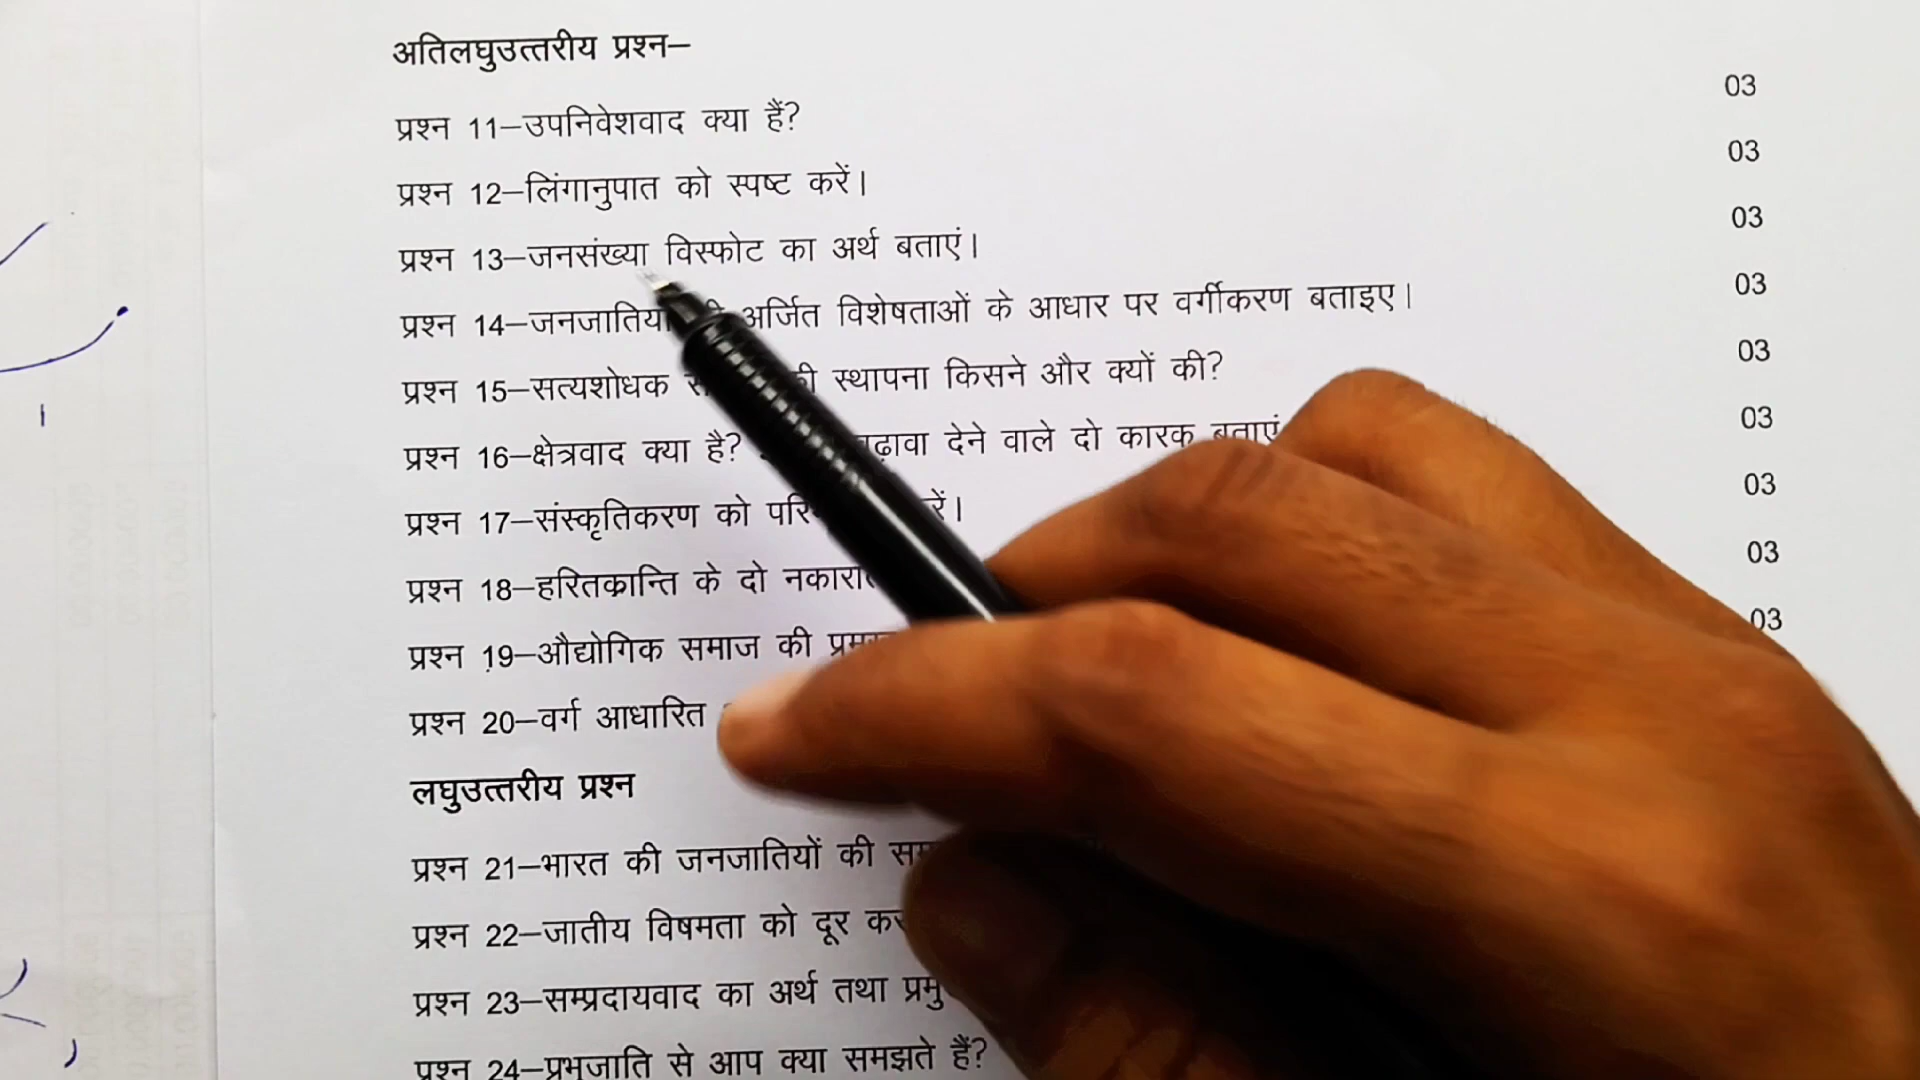 अतिलघुउत्तरीय प्रश्न–
प्रश्न 11–उपनिवेशवाद क्या हैं? 03
प्रश्न 12–लिंगानुपात को स्पष्ट करें। 03
प्रश्न 13–जनसंख्या विस्फोट का अर्थ बताएं। 03
प्रश्न 14–जनजातियों अर्जित विशेषताओं के आधार पर वर्गीकरण बताइए। 03
प्रश्न 15–सत्यशोधक की स्थापना किसने और क्यों की? 03
प्रश्न 16–क्षेत्रवाद क्या है? बढ़ावा देने वाले दो कारक बताएं 03
प्रश्न 17–संस्कृतिकरण को 03
प्रश्न 18–हरितक्रान्ति के दो 03
प्रश्न 19–औद्योगिक समाज की 03
प्रश्न 20–वर्ग आधारित
लघुउत्तरीय प्रश्न
प्रश्न 21–भारत की जनजातियों की
प्रश्न 22–जातीय विषमता को दूर
प्रश्न 23–सम्प्रदायवाद का अर्थ तथा
प्रश्न 24–प्रभुजाति से आप क्या समझते हैं?